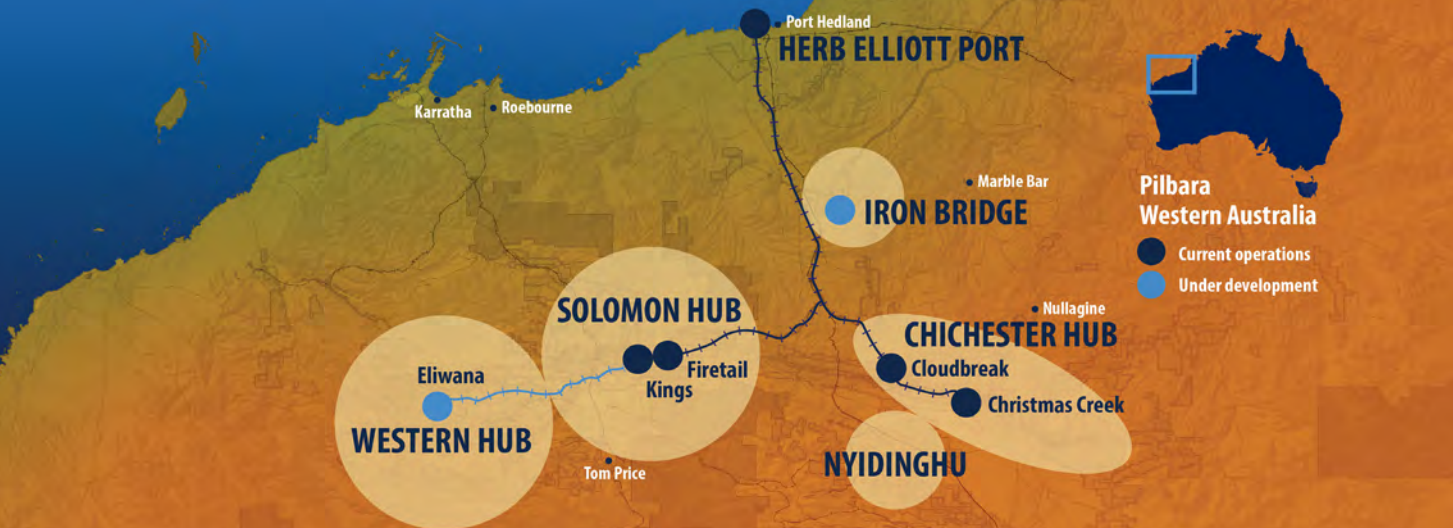 Port Hedland
HERB ELLIOTT PORT
Karratha
Roebourne
Marble Bar
IRON BRIDGE
Pilbara
Western Australia
Current operations
Under development
SOLOMON HUB
Nullagine
CHICHESTER HUB
Eliwana
Firetail
Kings
Cloudbreak
Christmas Creek
WESTERN HUB
Tom Price
NYIDINGHU